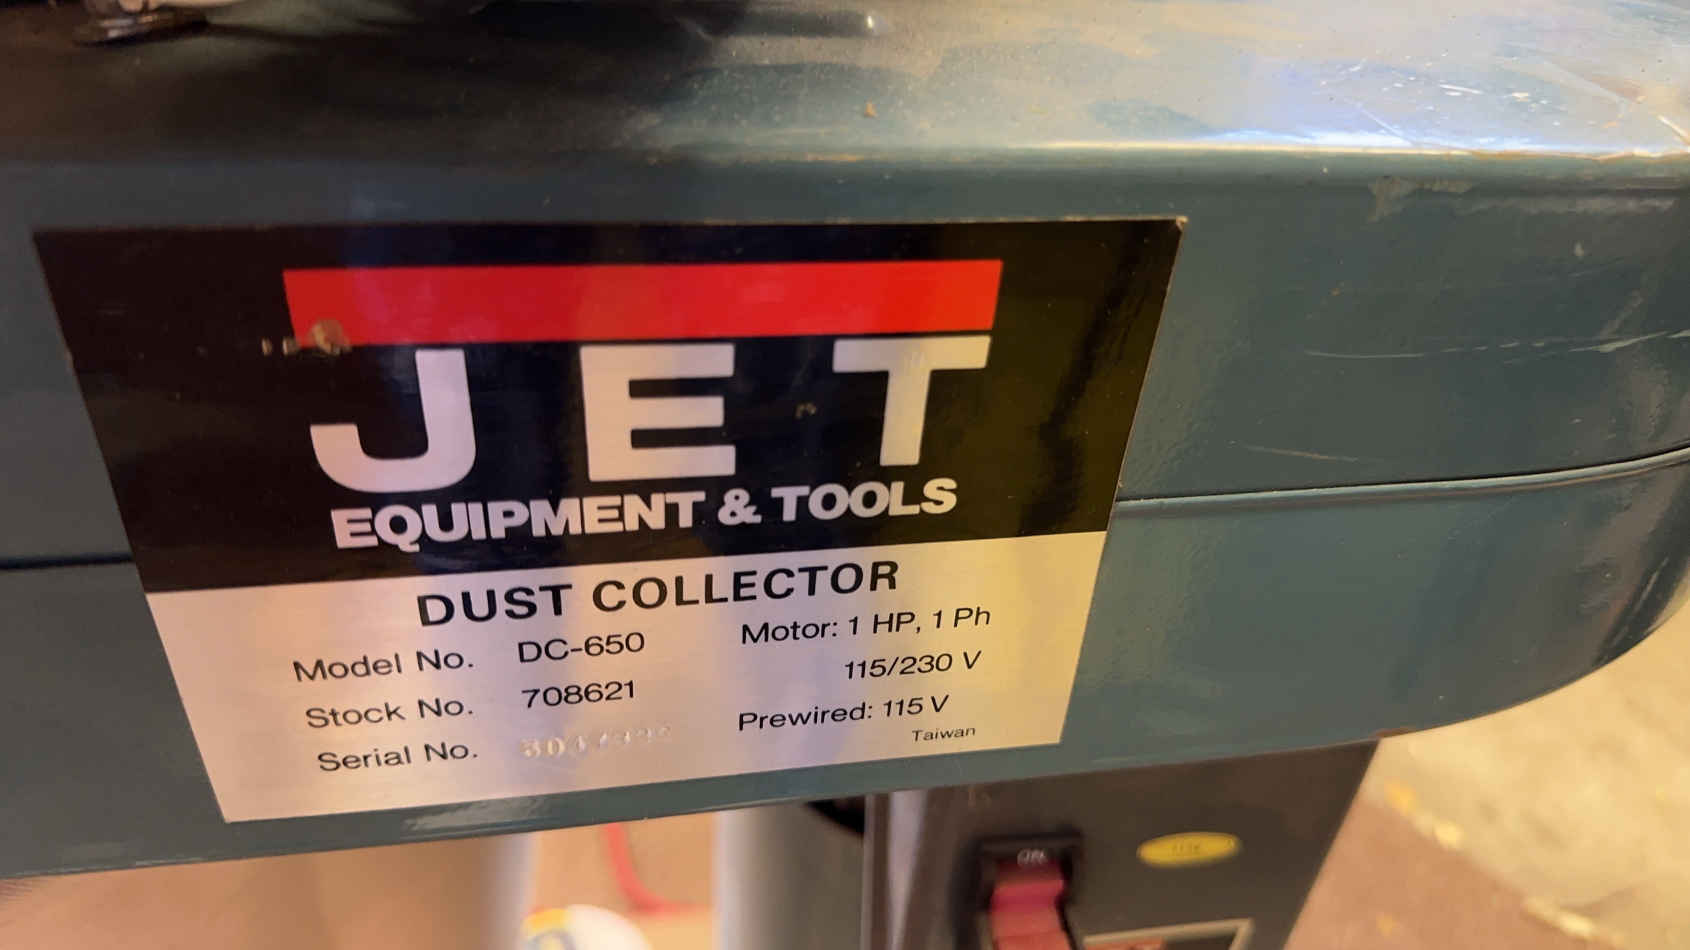 JET
EQUIPMENT & TOOLS
DUST COLLECTOR
Model No. DC-650
Stock No. 708621
Serial No.
Motor: 1 HP, 1 Ph
115/230 V
Prewired: 115 V
Taiwan
ON